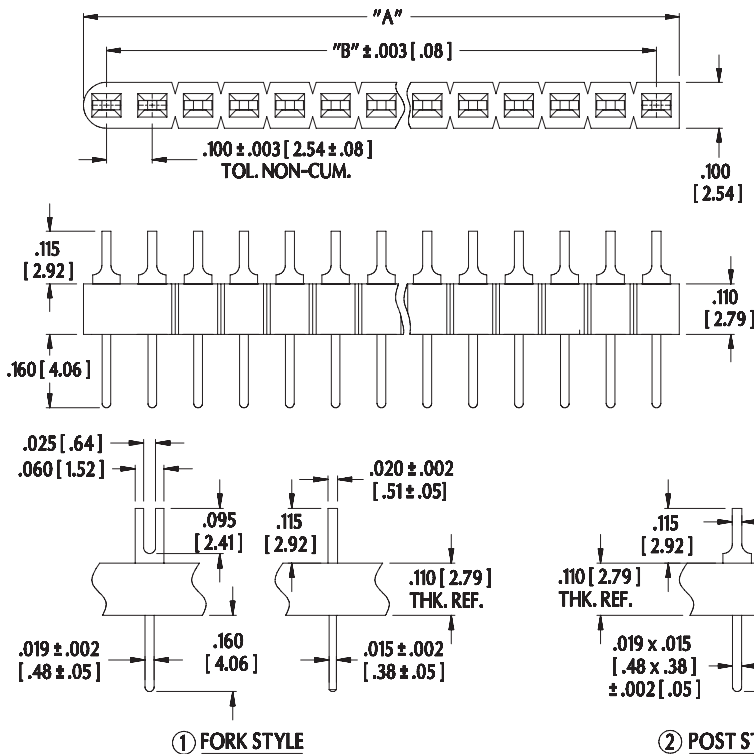 "A"
"B" ± .003 [ .08 ]
.100 ± .003 [ 2.54 ± .08 ]
TOL. NON-CUM.
.100
[ 2.54 ]
.115
[ 2.92 ]
.110
[ 2.79 ]
.160 [ 4.06 ]
.025 [ .64 ]
.060 [ 1.52 ]
.095
[ 2.41 ]
.019 ± .002
[ .48 ± .05 ]
.160
[ 4.06 ]
.020 ± .002
[ .51 ± .05 ]
.115
[ 2.92 ]
.110 [ 2.79 ]
THK. REF.
.015 ± .002
[ .38 ± .05 ]
.115
[ 2.92 ]
.110 [ 2.79 ]
THK. REF.
.019 x .015
[ .48 x .38 ]
± .002 [ .05 ]
1 FORK STYLE
2 POST ST